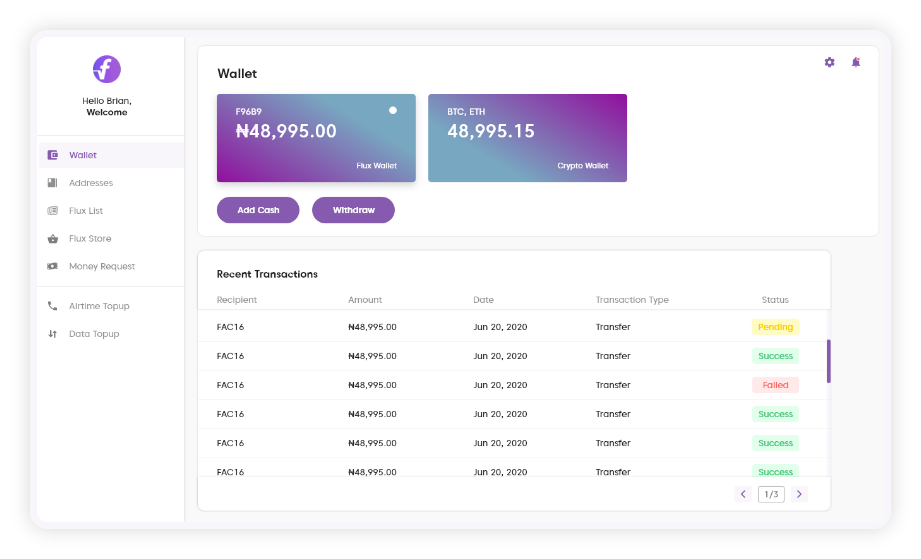 f
Hello Brian,
Welcome
Wallet
Addresses
Flux List
Flux Store
Money Request
Airtime Topup
Data Topup
Wallet
F96B9
₦48,995.00
Flux Wallet
BTC, ETH
48,995.15
Crypto Wallet
Add Cash Withdraw
Recent Transactions
Recipient Amount Date Transaction Type Status
FAC16 ₦48,995.00 Jun 20, 2020 Transfer Pending
FAC16 ₦48,995.00 Jun 20, 2020 Transfer Success
FAC16 ₦48,995.00 Jun 20, 2020 Transfer Failed
FAC16 ₦48,995.00 Jun 20, 2020 Transfer Success
FAC16 ₦48,995.00 Jun 20, 2020 Transfer Success
FAC16 ₦48,995.00 Jun 20, 2020 Transfer Success
1/3